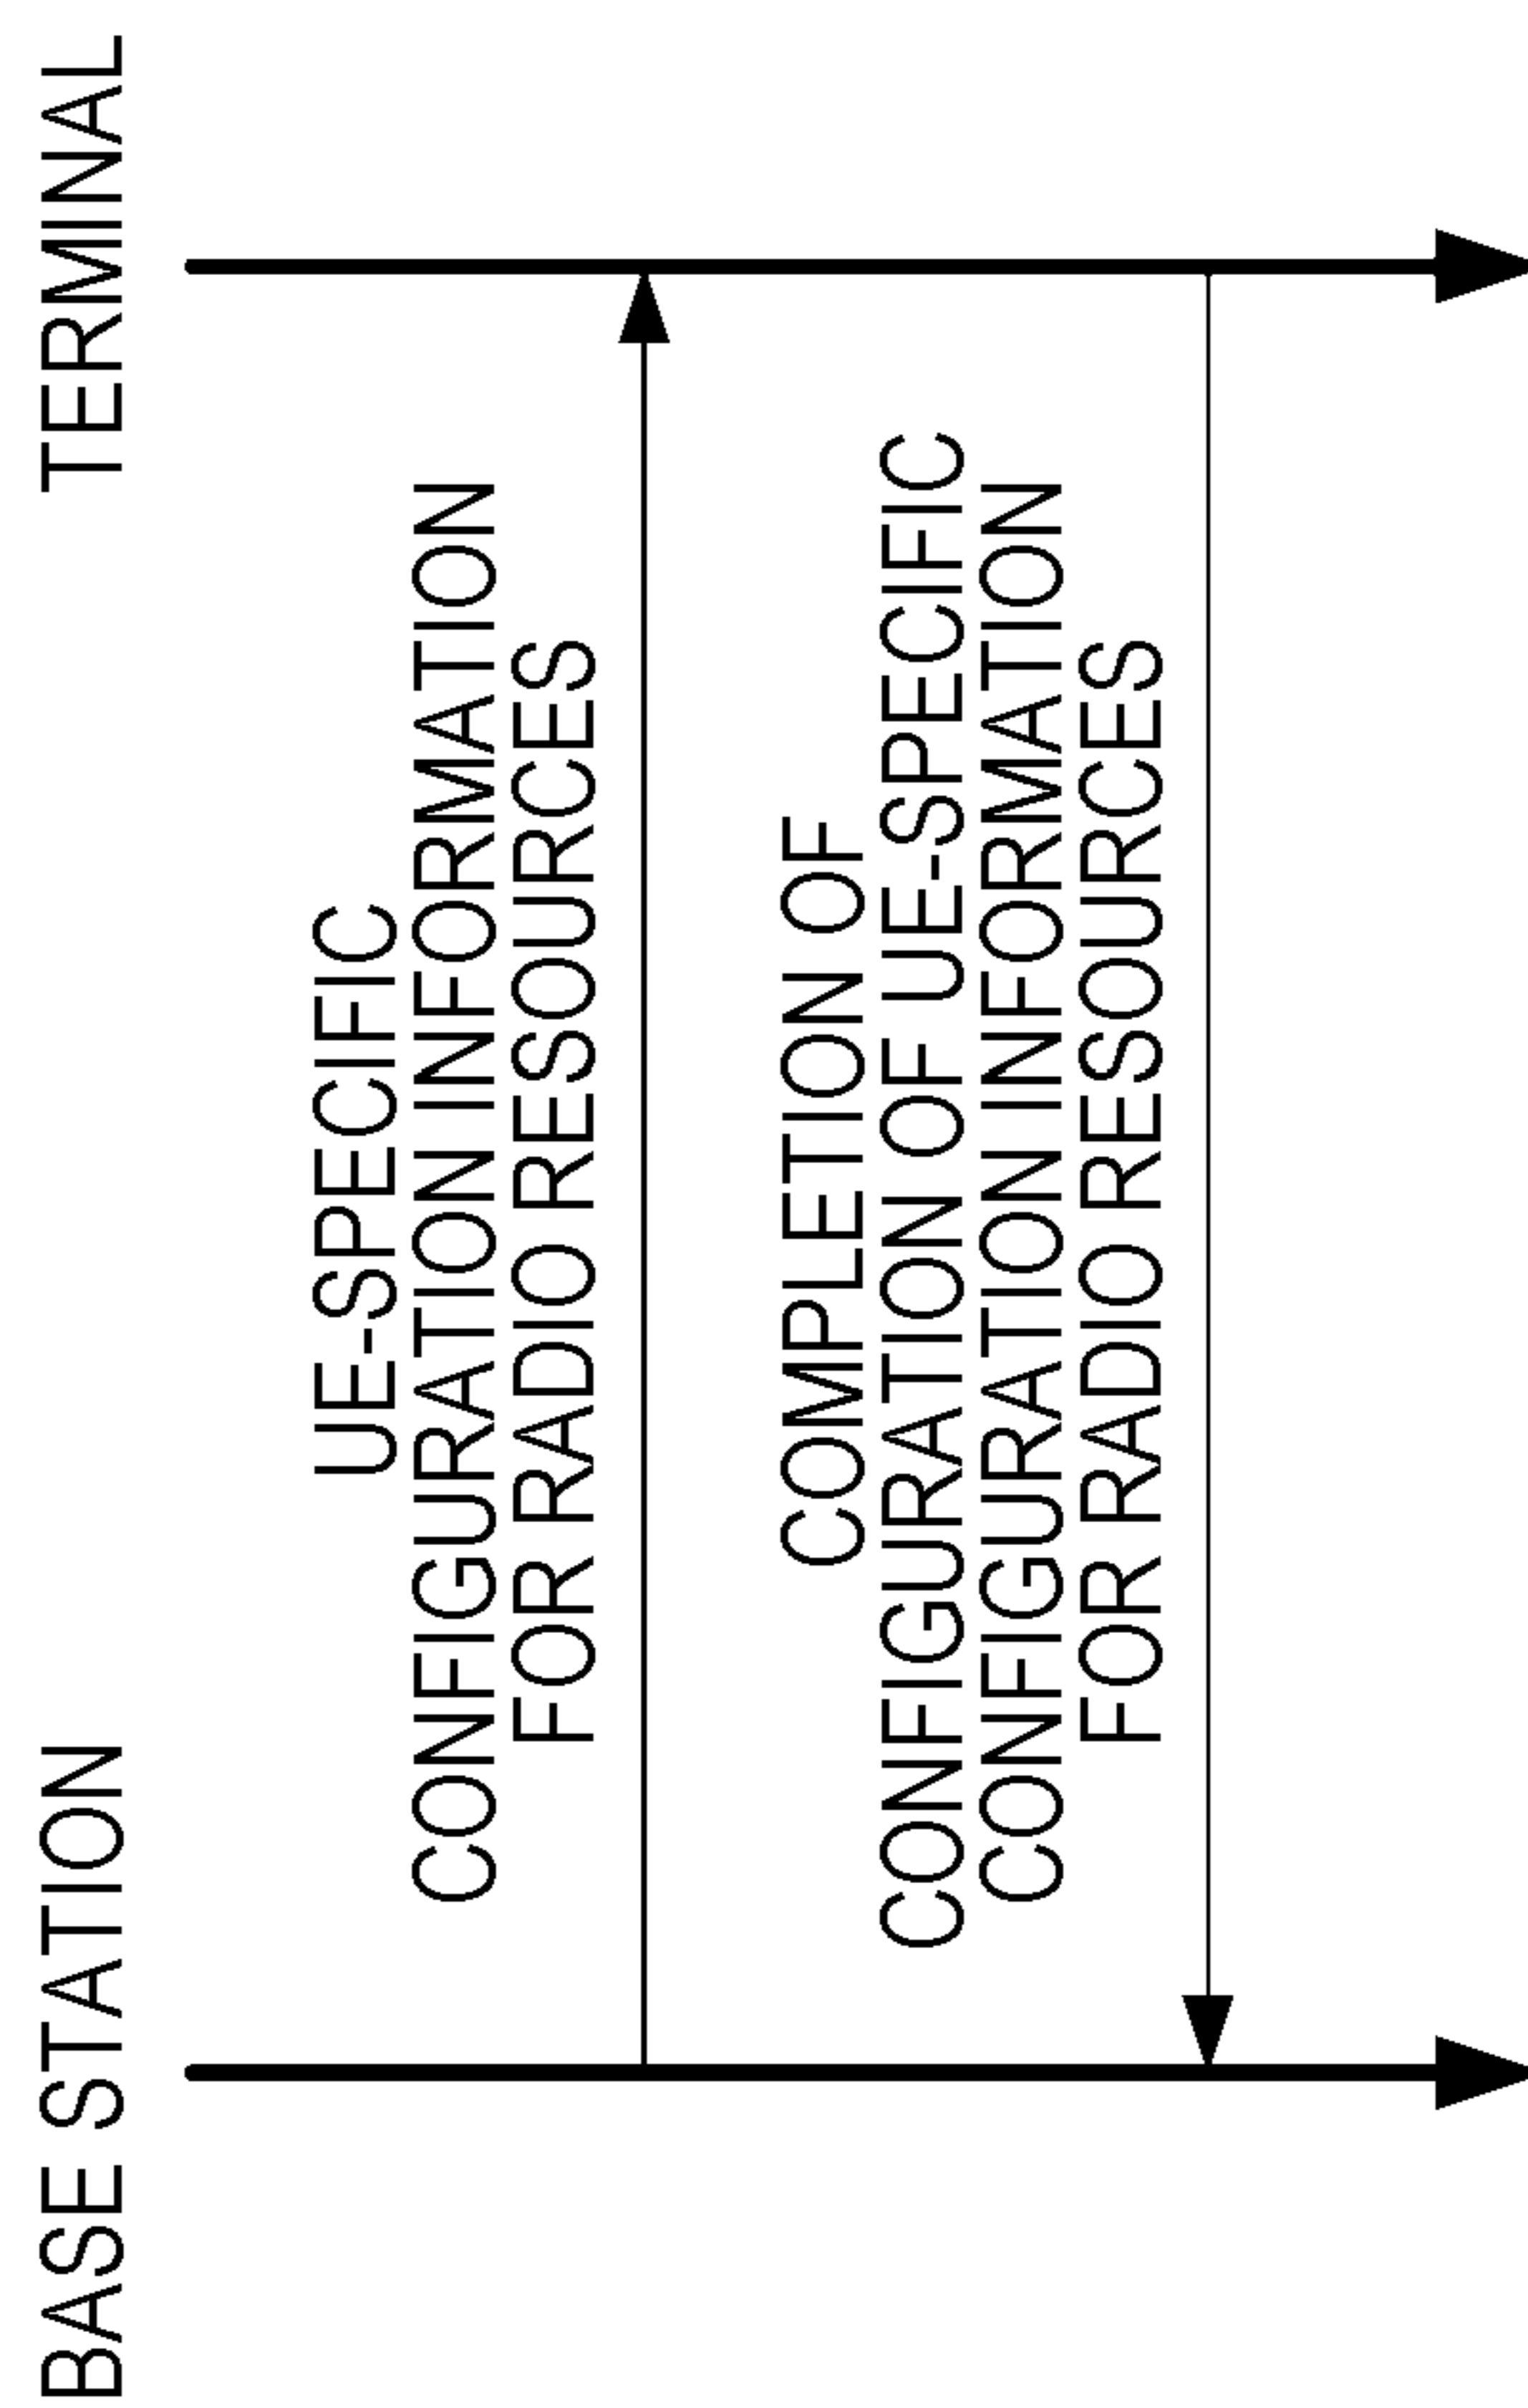 BASE STATION
TERMINAL
UE-SPECIFIC
CONFIGURATION INFORMATION
FOR RADIO RESOURCES
COMPLETION OF
CONFIGURATION OF UE-SPECIFIC
CONFIGURATION INFORMATION
FOR RADIO RESOURCES